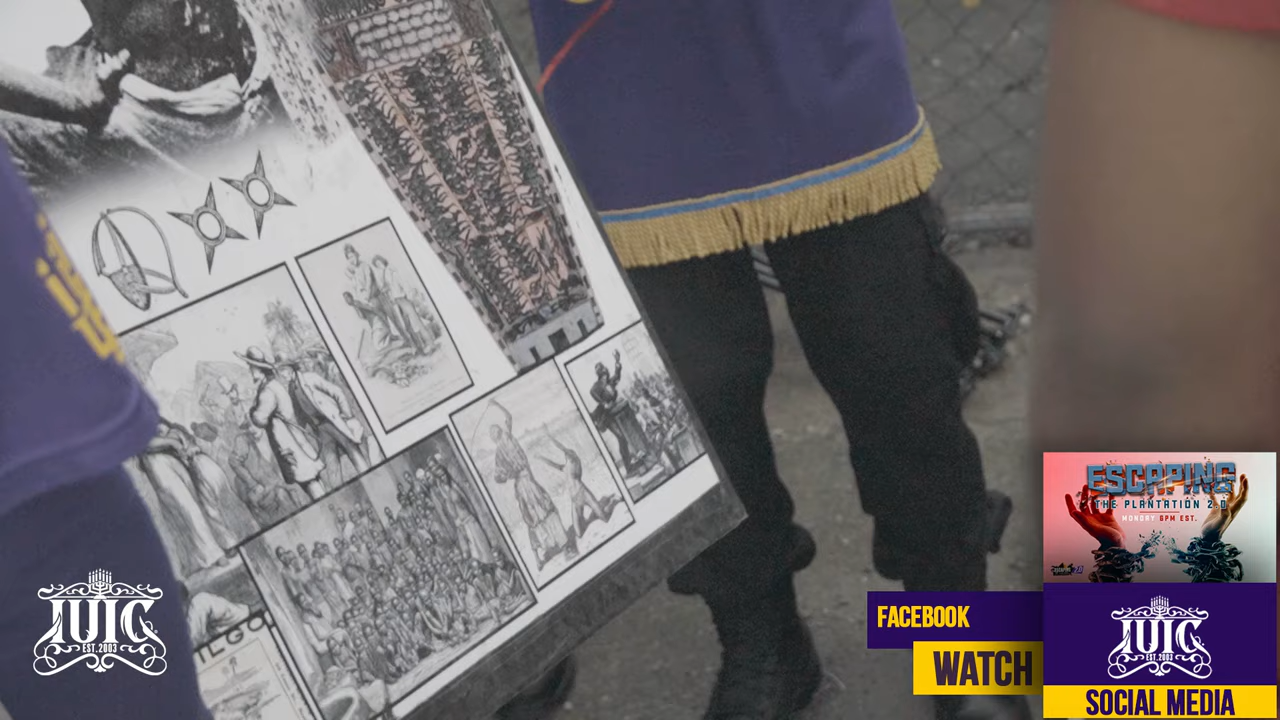 IUIC
EST. 2003
ESCAPING
THE PLANTATION 2.0
MONDAY 6PM EST.
FACEBOOK
WATCH
IUIC
EST. 2003
SOCIAL MEDIA